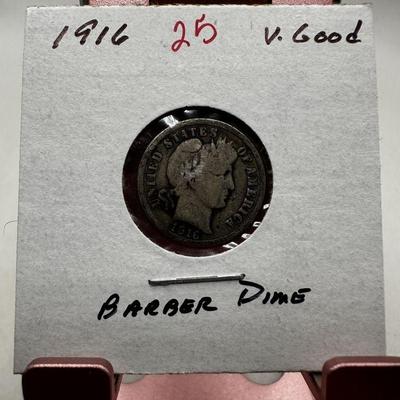 1916 25 V. Good
UNITED STATES OF AMERICA
1916
BARBER DIME